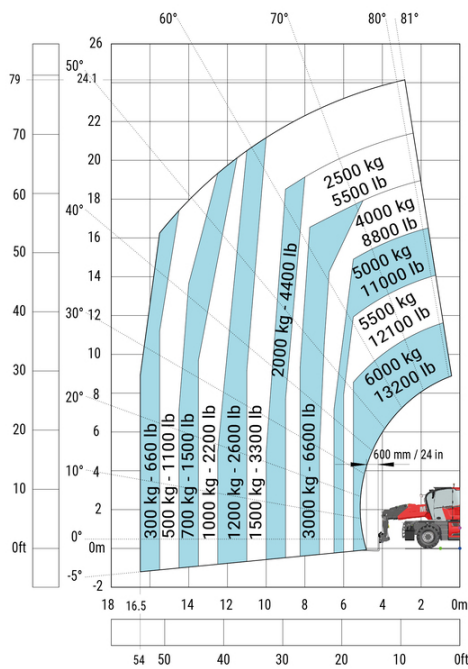 60°
70°
80°
81°
26
50°
79
24.1
22
70
20
2500 kg
5500 lb
60
18
4000 kg
8800 lb
40°
16
50
5000 kg
11000 lb
14
40
30°
12
5500 kg
12100 lb
10
30
6000 kg
13200 lb
20°
8
20
6
600 mm / 24 in
10°
4
10
2
0ft
0°
0m
-5°
-2
300 kg - 660 lb
500 kg - 1100 lb
700 kg - 1500 lb
1000 kg - 2200 lb
1200 kg - 2600 lb
1500 kg - 3300 lb
2000 kg - 4400 lb
3000 kg - 6600 lb
18 16.5 14 12 10 8 6 4 2 0m
54 50 40 30 20 10 0ft